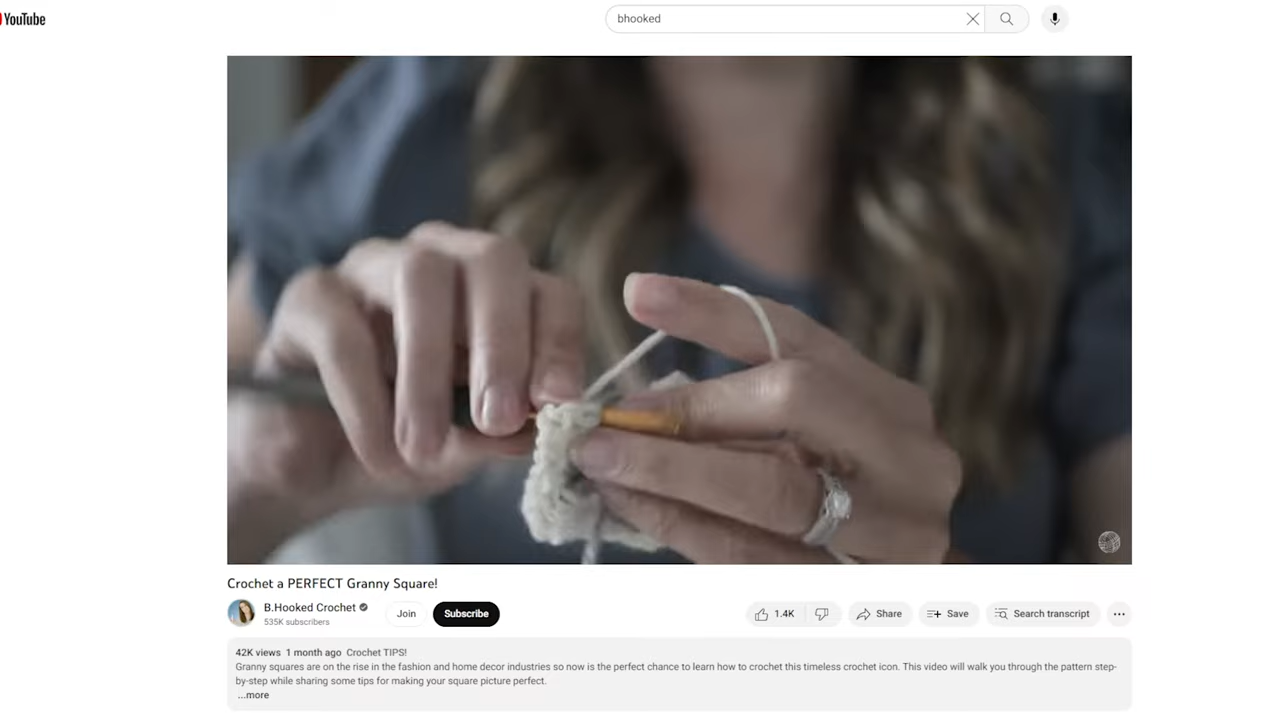 YouTube
bhooked
Crochet a PERFECT Granny Square!
B.Hooked Crochet
535K subscribers
Join
Subscribe
1.4K
Share
Save
Search transcript
42K views 1 month ago Crochet TIPS!
Granny squares are on the rise in the fashion and home decor industries so now is the perfect chance to learn how to crochet this timeless crochet icon. This video will walk you through the pattern step-
by-step while sharing some tips for making your square picture perfect.
...more